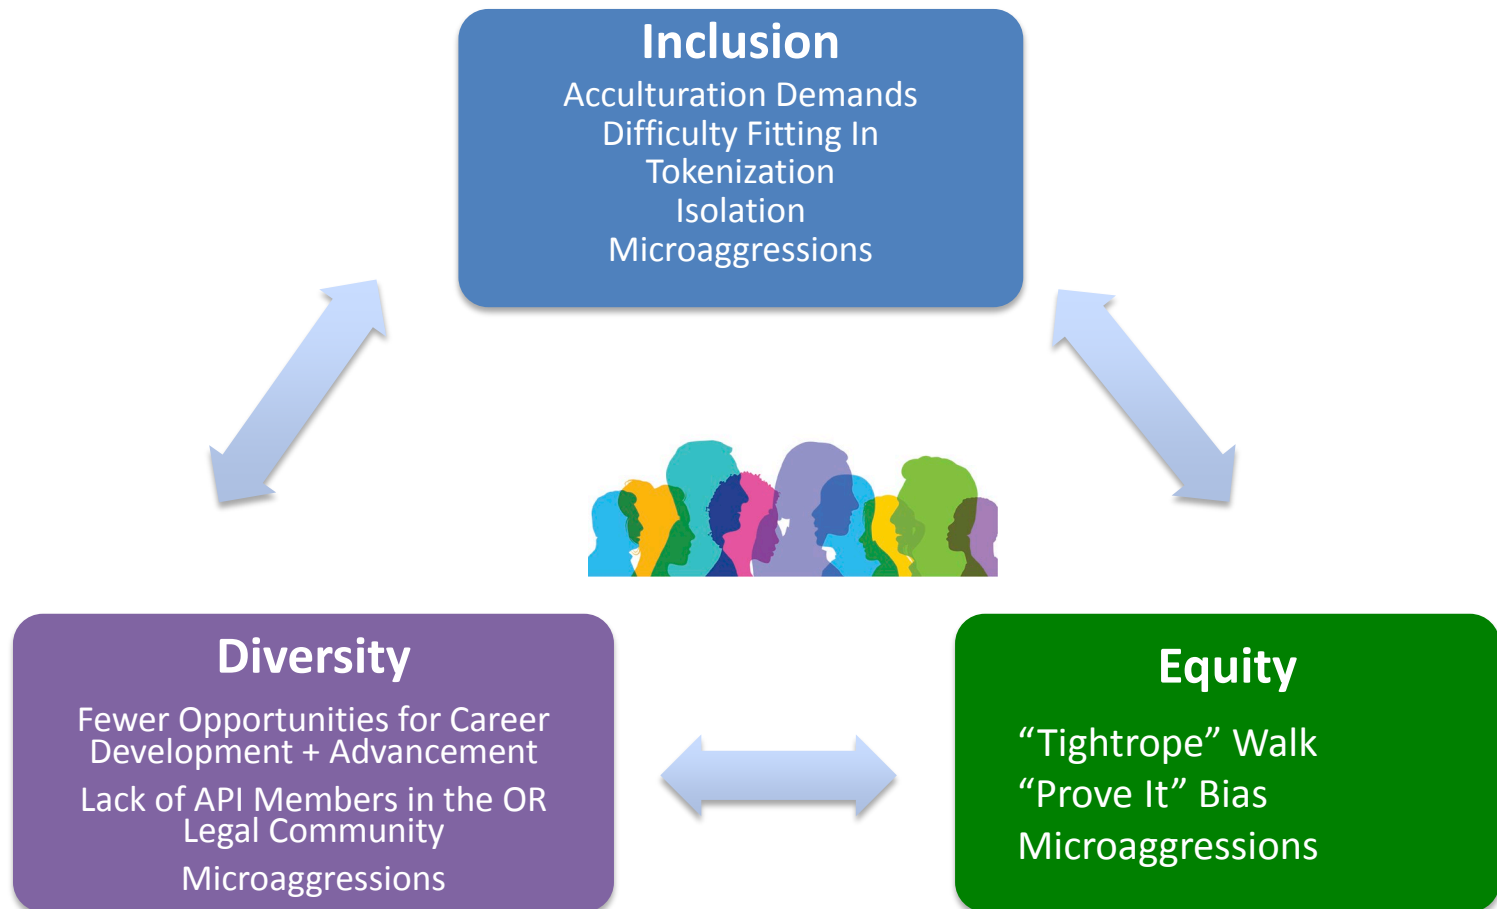 Inclusion
Acculturation Demands
Difficulty Fitting In
Tokenization
Isolation
Microaggressions
Diversity
Fewer Opportunities for Career
Development + Advancement
Lack of API Members in the OR
Legal Community
Microaggressions
Equity
“Tightrope” Walk
“Prove It” Bias
Microaggressions